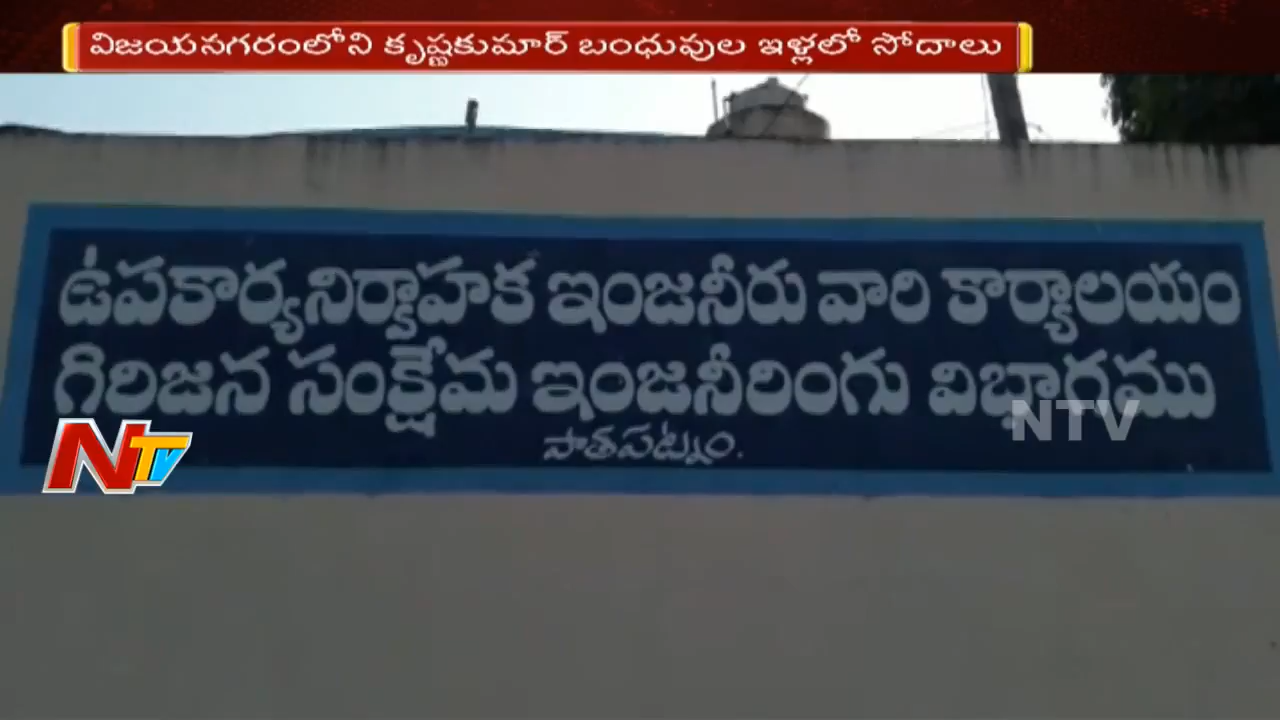 విజయనగరంలోని కృష్ణకుమార్ బంధువుల ఇళ్లలో సోదాలు
ఉపకార్యనిర్వాహక ఇంజనీరు వారి కార్యాలయం
గిరిజన సంక్షేమ ఇంజనీరింగు విభాగము
పాతపట్నం.
NTV
NTV